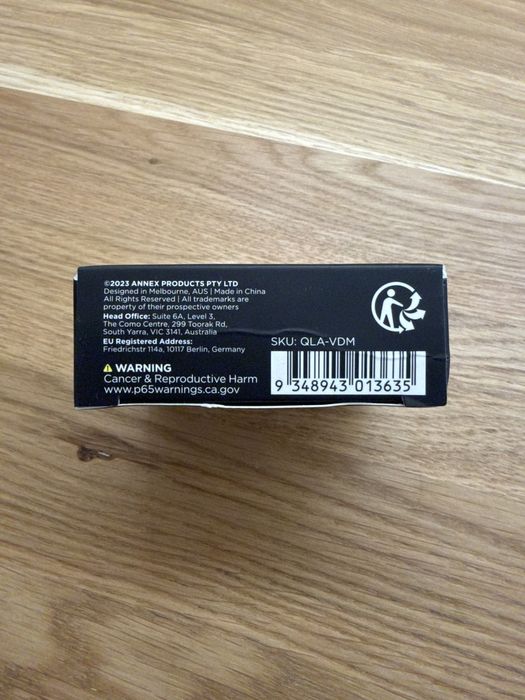 ©2023 ANNEX PRODUCTS PTY LTD
Designed in Melbourne, AUS | Made in China
All Rights Reserved | All trademarks are
property of their prospective owners
Head Office: Suite 6A, Level 3,
The Como Centre, 299 Toorak Rd,
South Yarra, VIC 3141, Australia
EU Registered Address:
Friedrichstr 114a, 10117 Berlin, Germany
⚠ WARNING
Cancer & Reproductive Harm
www.p65warnings.ca.gov
SKU: QLA-VDM
9 348943 013635